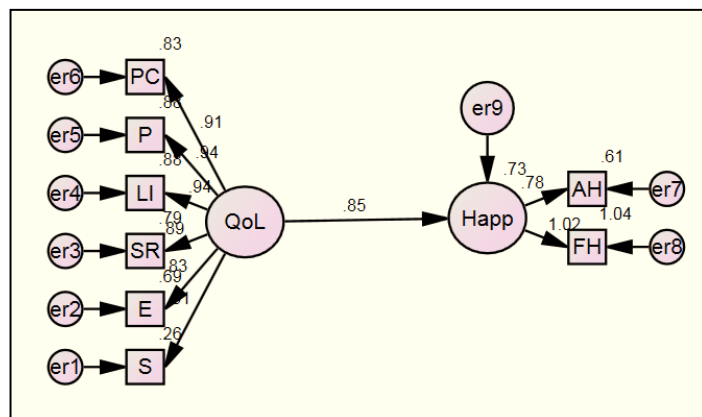 .83
er6 PC
.88 .91
er5 P
.94
.88
er4 LI .94
.79
er3 SR .89
.83
.69
er2 E
.26
er1 S
QoL .85 Happ
er9
.73 .61
.78 AH er7
1.02 1.04
FH er8